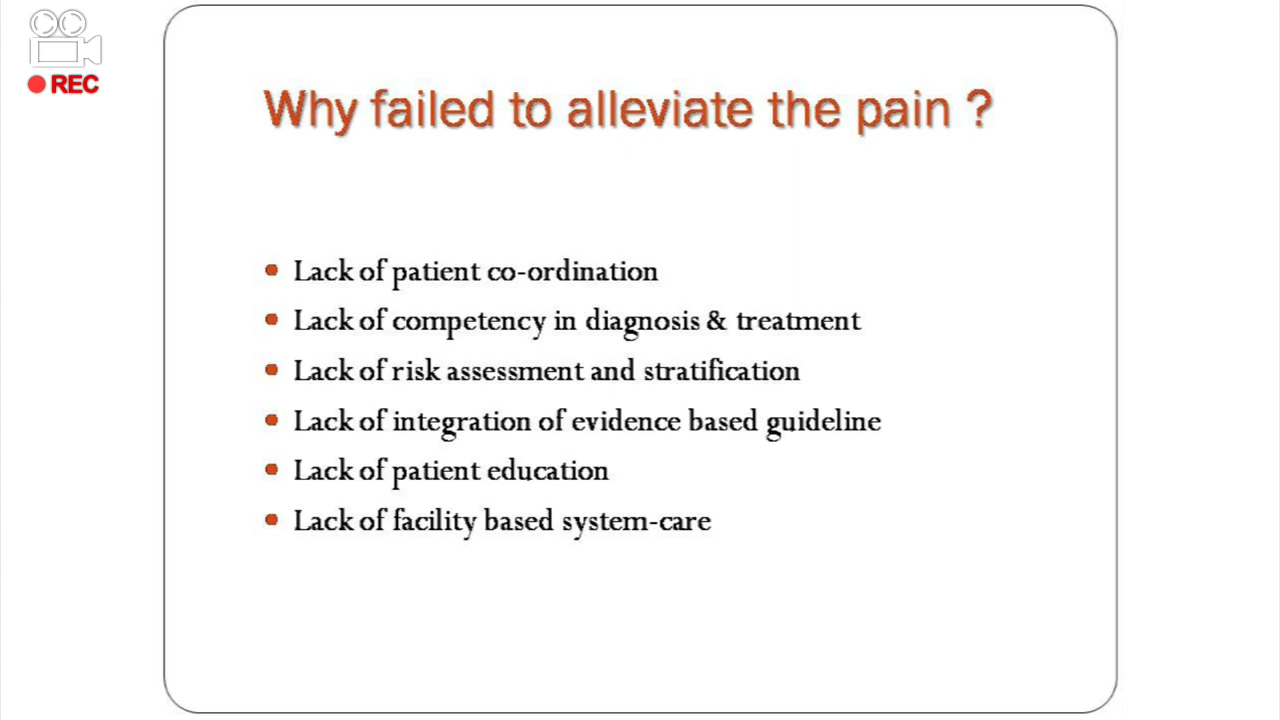 REC
Why failed to alleviate the pain ?
Lack of patient co-ordination
Lack of competency in diagnosis & treatment
Lack of risk assessment and stratification
Lack of integration of evidence based guideline
Lack of patient education
Lack of facility based system-care